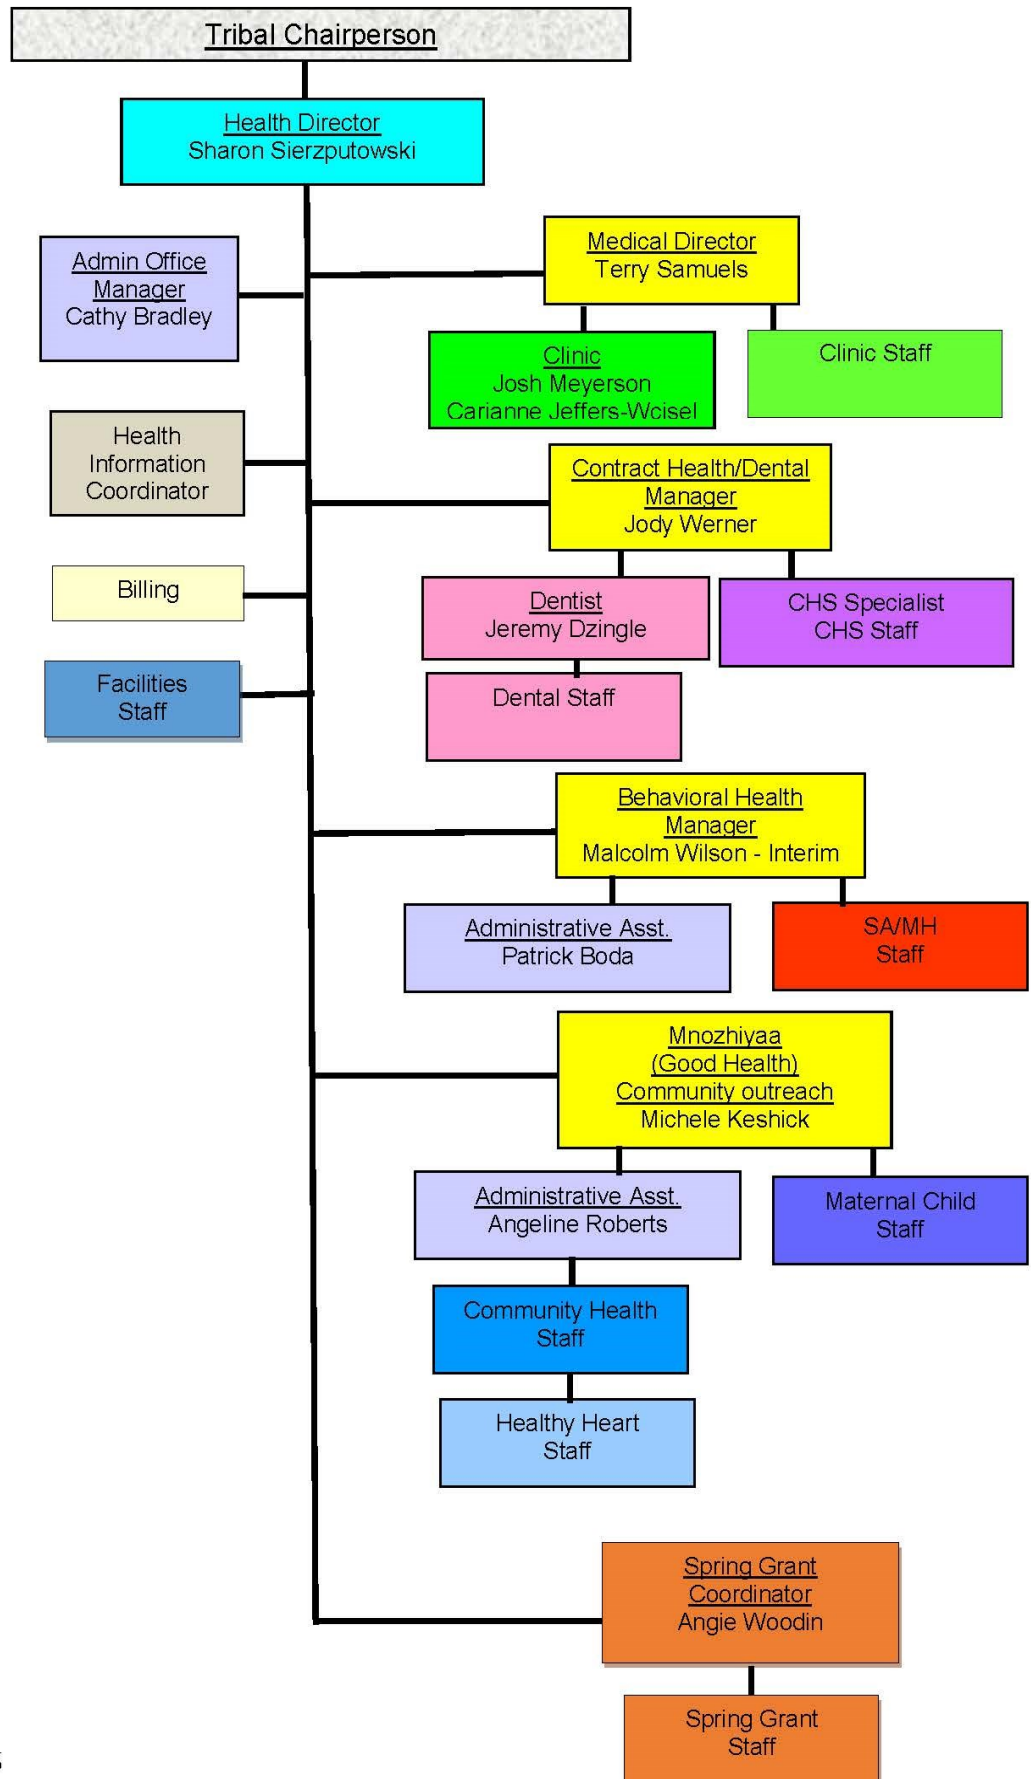 Tribal Chairperson
Health Director
Sharon Sierzputowski
Admin Office
Manager
Cathy Bradley
Medical Director
Terry Samuels
Clinic
Josh Meyerson
Carianne Jeffers-Wcisel
Clinic Staff
Health
Information
Coordinator
Contract Health/Dental
Manager
Jody Werner
Billing
Dentist
Jeremy Dzingle
CHS Specialist
CHS Staff
Facilities
Staff
Dental Staff
Behavioral Health
Manager
Malcolm Wilson - Interim
Administrative Asst.
Patrick Boda
SA/MH
Staff
Mnozhiyaa
(Good Health)
Community outreach
Michele Keshick
Administrative Asst.
Angeline Roberts
Maternal Child
Staff
Community Health
Staff
Healthy Heart
Staff
Spring Grant
Coordinator
Angie Woodin
Spring Grant
Staff